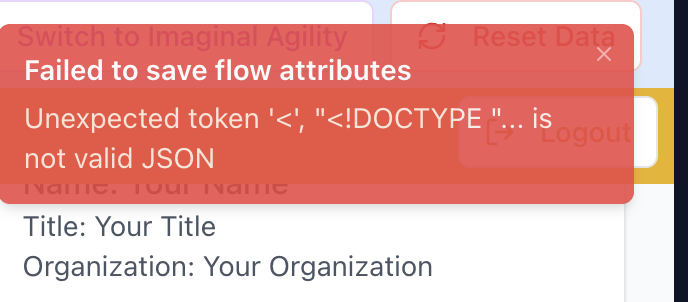 Switch to Imaginal Agility
Reset Data
Failed to save flow attributes
Unexpected token '<', "<!DOCTYPE "... is
not valid JSON
Logout
Name: Your Name
Title: Your Title
Organization: Your Organization